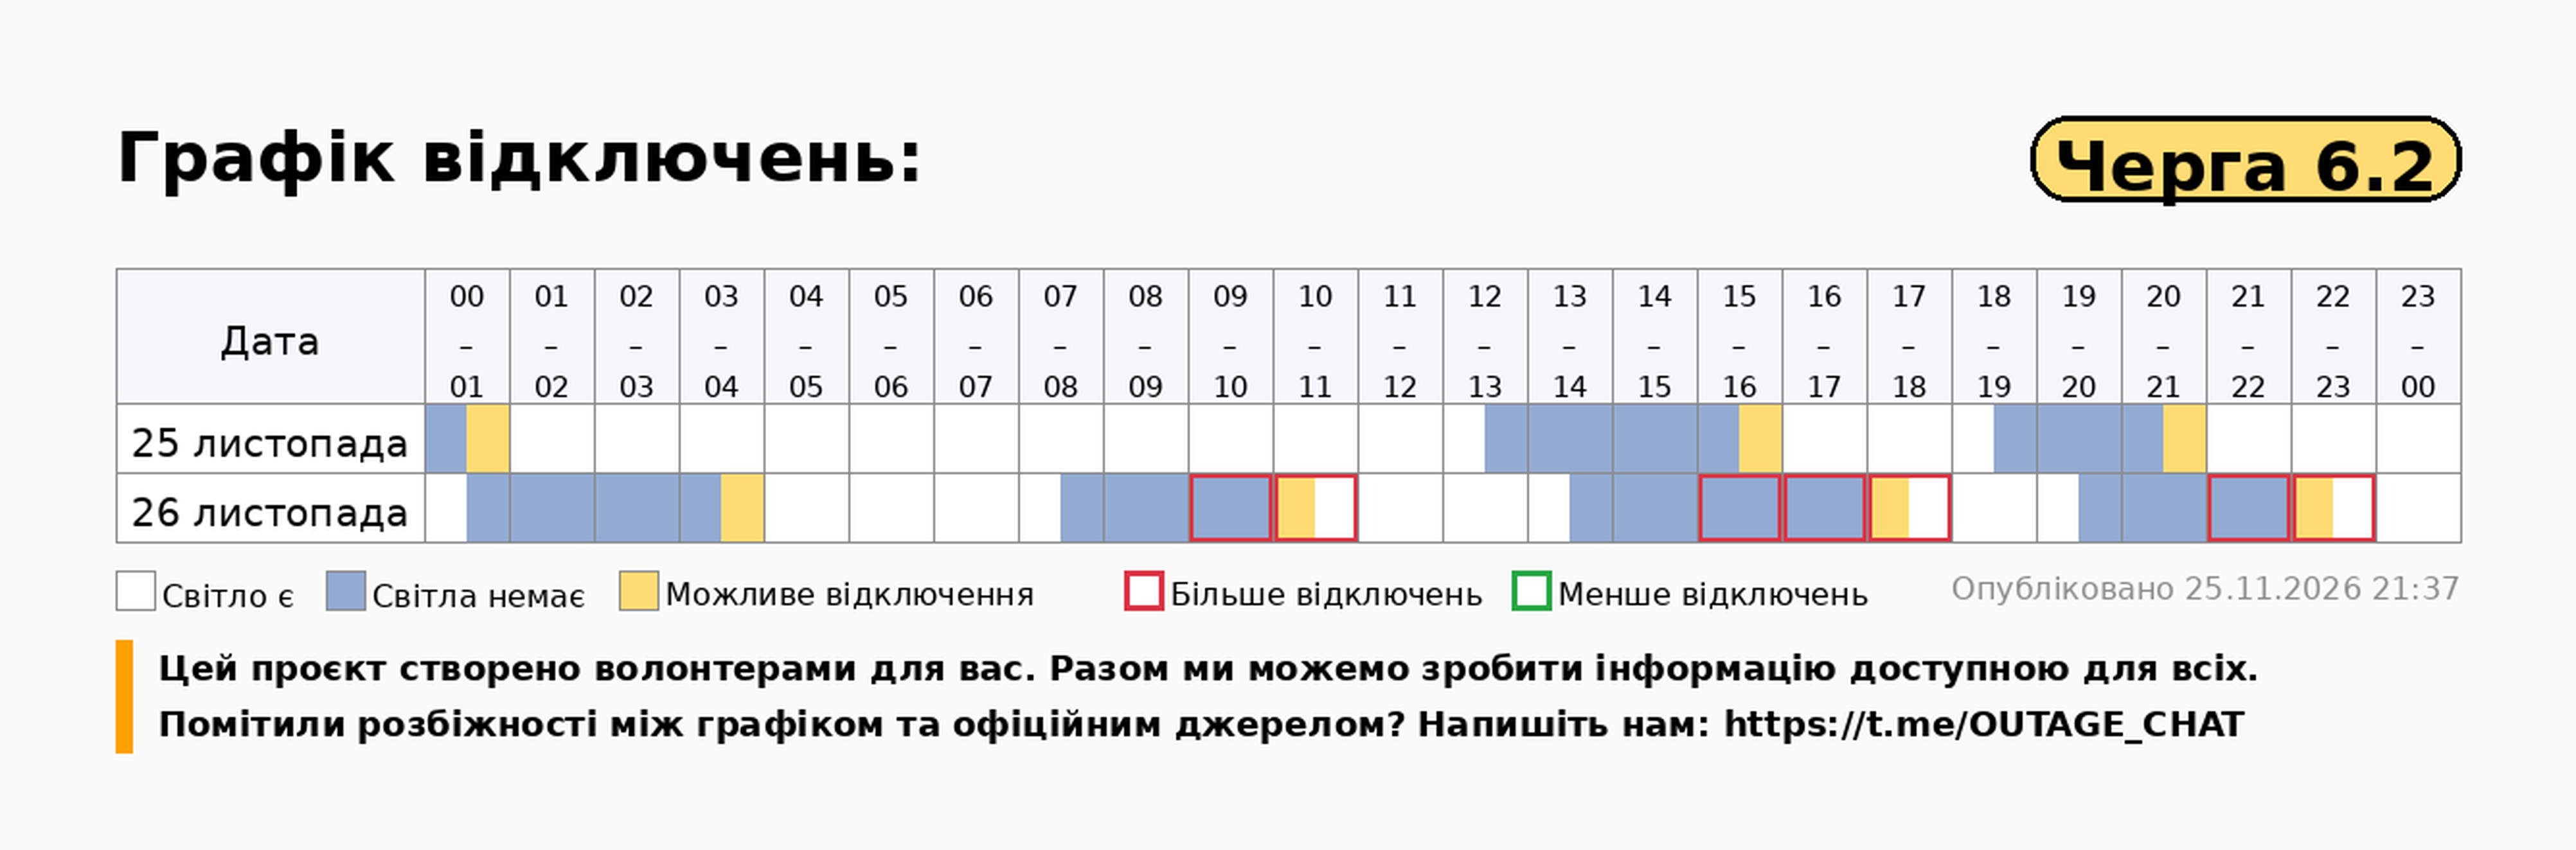 Графік відключень:
Черга 6.2
Дата
00 – 01
01 – 02
02 – 03
03 – 04
04 – 05
05 – 06
06 – 07
07 – 08
08 – 09
09 – 10
10 – 11
11 – 12
12 – 13
13 – 14
14 – 15
15 – 16
16 – 17
17 – 18
18 – 19
19 – 20
20 – 21
21 – 22
22 – 23
23 – 00
25 листопада
26 листопада
Світло є
Світла немає
Можливе відключення
Більше відключень
Менше відключень
Опубліковано 25.11.2026 21:37
Цей проєкт створено волонтерами для вас. Разом ми можемо зробити інформацію доступною для всіх.
Помітили розбіжності між графіком та офіційним джерелом? Напишіть нам: https://t.me/OUTAGE_CHAT